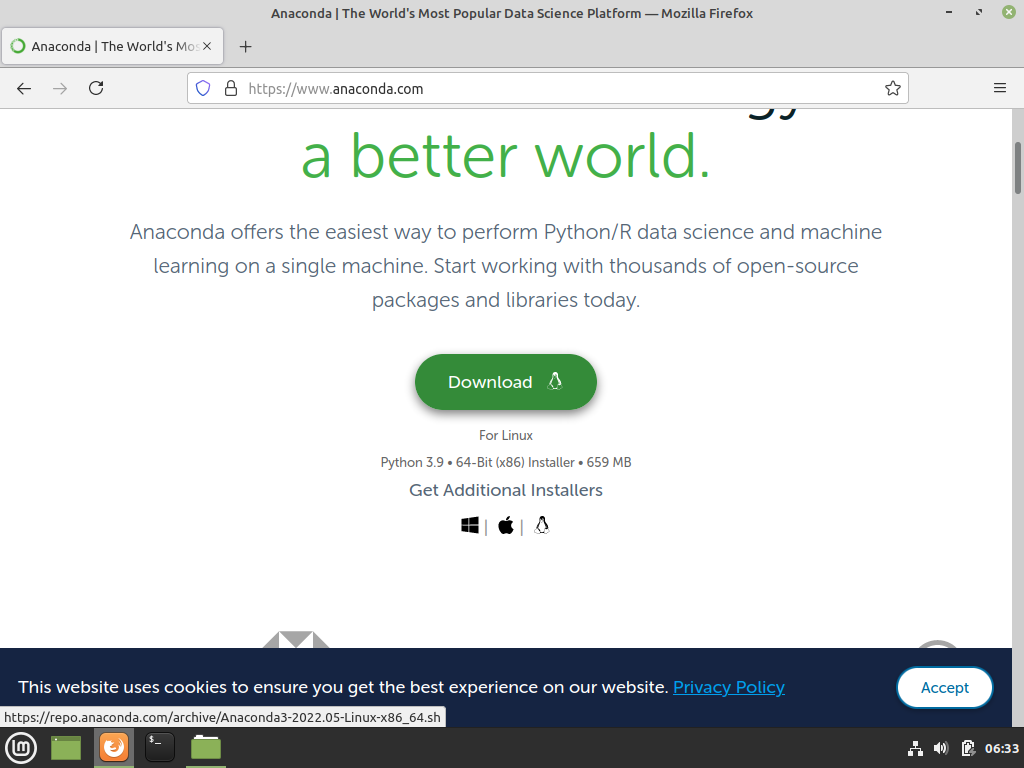 Anaconda | The World's Most Popular Data Science Platform — Mozilla Firefox
Anaconda | The World's Mos
https://www.anaconda.com
a better world.
Anaconda offers the easiest way to perform Python/R data science and machine
learning on a single machine. Start working with thousands of open-source
packages and libraries today.
Download
For Linux
Python 3.9 • 64-Bit (x86) Installer • 659 MB
Get Additional Installers
| |
This website uses cookies to ensure you get the best experience on our website. Privacy Policy
Accept
https://repo.anaconda.com/archive/Anaconda3-2022.05-Linux-x86_64.sh
$_
06:33